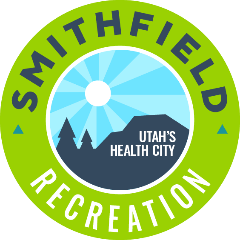 SMITHFIELD
UTAH'S
HEALTH CITY
RECREATION